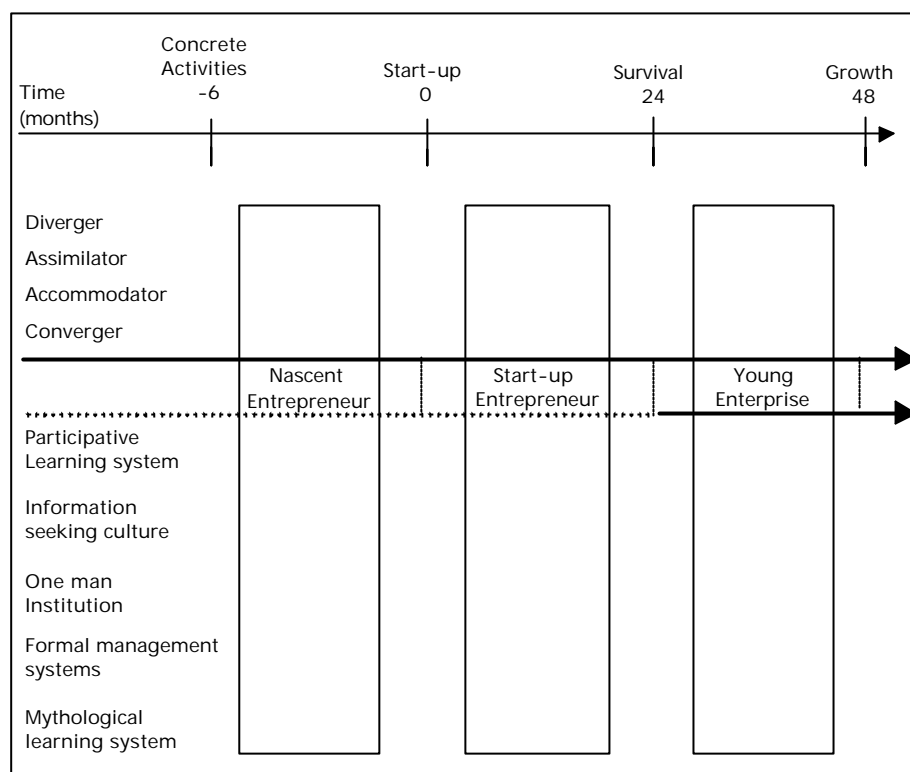 Concrete
Activities
Start-up
Survival
Growth
Time
-6
0
24
48
(months)
Diverger
Assimilator
Accommodator
Converger
Nascent
Entrepreneur
Start-up
Entrepreneur
Young
Enterprise
Participative
Learning system
Information
seeking culture
One man
Institution
Formal management
systems
Mythological
learning system